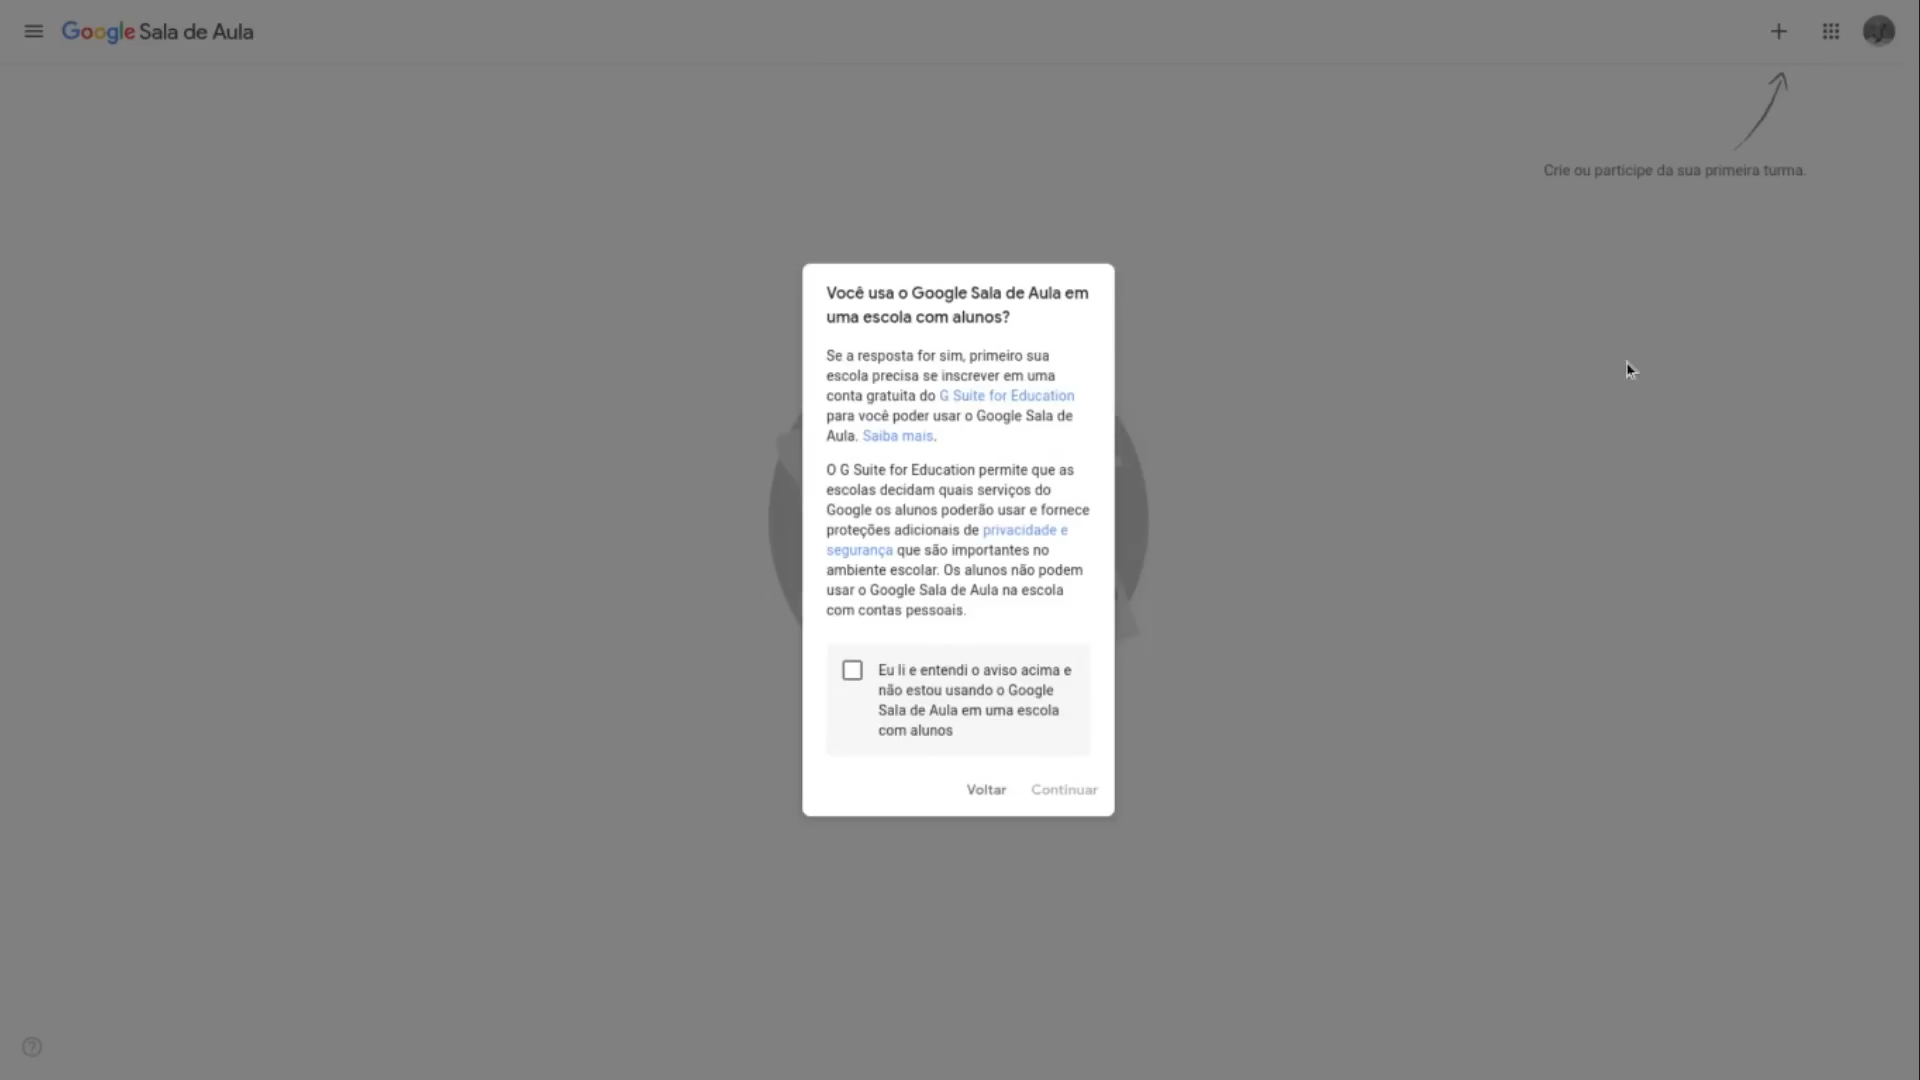 Google Sala de Aula
Crie ou participe da sua primeira turma.
Você usa o Google Sala de Aula em
uma escola com alunos?
Se a resposta for sim, primeiro sua
escola precisa se inscrever em uma
conta gratuita do G Suite for Education
para você poder usar o Google Sala de
Aula. Saiba mais.
O G Suite for Education permite que as
escolas decidam quais serviços do
Google os alunos poderão usar e fornece
proteções adicionais de privacidade e
segurança que são importantes no
ambiente escolar. Os alunos não podem
usar o Google Sala de Aula na escola
com contas pessoais.
Eu li e entendi o aviso acima e
não estou usando o Google
Sala de Aula em uma escola
com alunos
Voltar Continuar